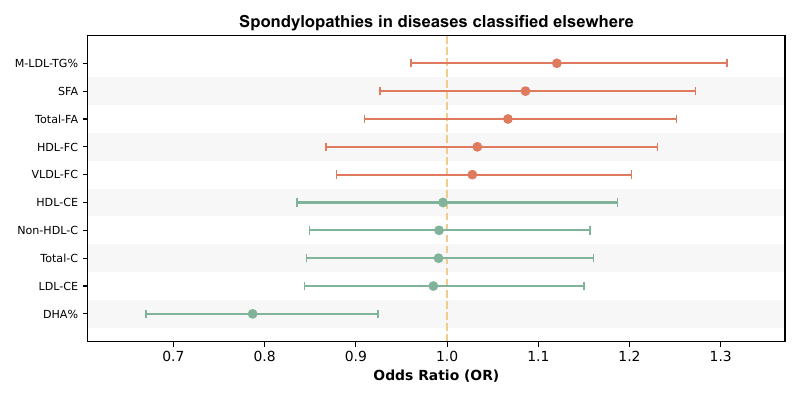 Spondylopathies in diseases classified elsewhere
M-LDL-TG%
SFA
Total-FA
HDL-FC
VLDL-FC
HDL-CE
Non-HDL-C
Total-C
LDL-CE
DHA%
0.7 0.8 0.9 1.0 1.1 1.2 1.3
Odds Ratio (OR)